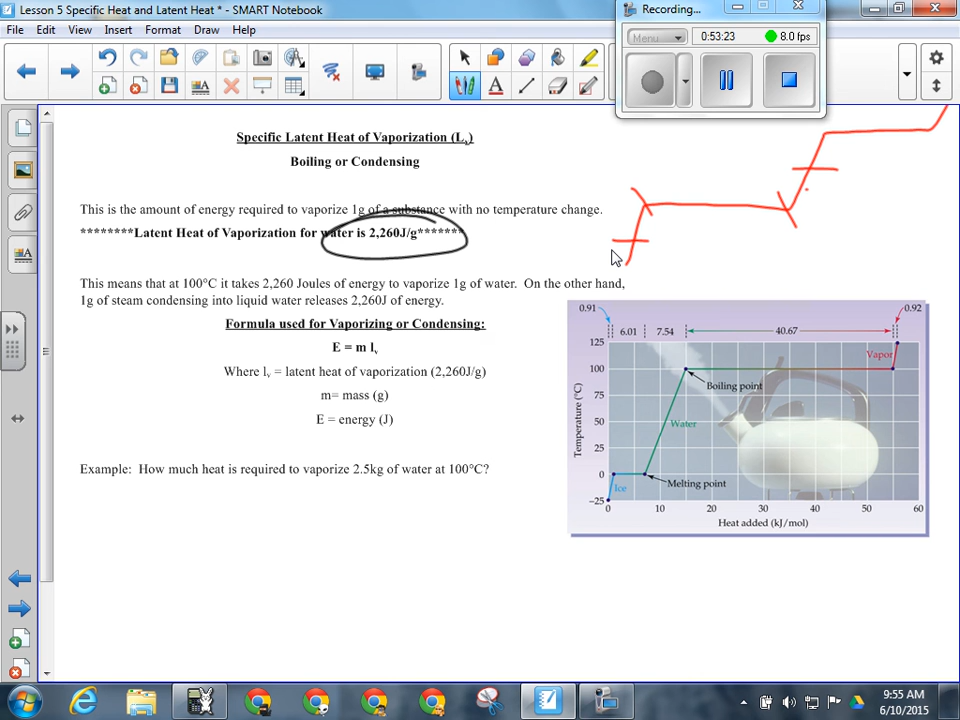 Lesson 5 Specific Heat and Latent Heat * - SMART Notebook
Recording...
File Edit View Insert Format Draw Help
Menu
0:53:23
8.0 fps
Specific Latent Heat of Vaporization (Lv)
Boiling or Condensing
This is the amount of energy required to vaporize 1g of a substance with no temperature change.
********Latent Heat of Vaporization for water is 2,260J/g*******
This means that at 100°C it takes 2,260 Joules of energy to vaporize 1g of water. On the other hand,
1g of steam condensing into liquid water releases 2,260J of energy.
Formula used for Vaporizing or Condensing:
E = m lv
Where lv = latent heat of vaporization (2,260J/g)
m= mass (g)
E = energy (J)
Example: How much heat is required to vaporize 2.5kg of water at 100°C?
0.91
0.92
6.01
7.54
40.67
125
100
75
50
25
0
−25
Temperature (°C)
Vapor
Boiling point
Water
Melting point
Ice
0 10 20 30 40 50 60
Heat added (kJ/mol)
9:55 AM
6/10/2015